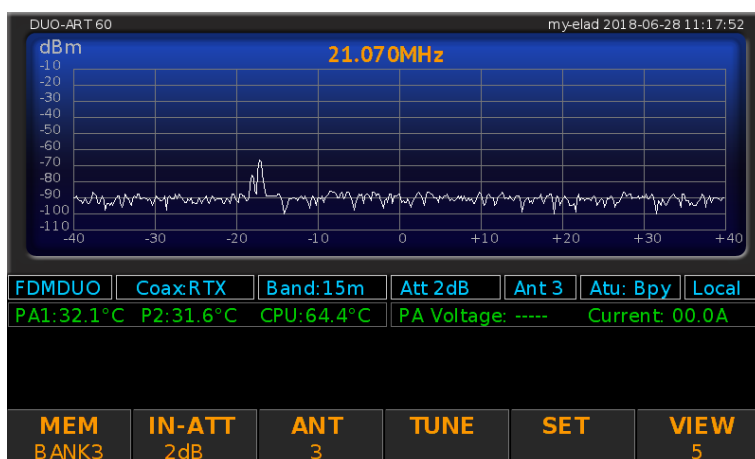 DUO-ART 60 my-elad 2018-06-28 11:17:52
dBm 21.070MHz
-10
-20
-30
-40
-50
-60
-70
-80
-90
-100
-110
-40 -30 -20 -10 0 +10 +20 +30 +40
FDMDUO Coax:RTX Band:15m Att 2dB Ant 3 Atu: Bpy Local
PA1:32.1°C P2:31.6°C CPU:64.4°C PA Voltage: ----- Current: 00.0A
MEM IN-ATT ANT TUNE SET VIEW
BANK3 2dB 3 5